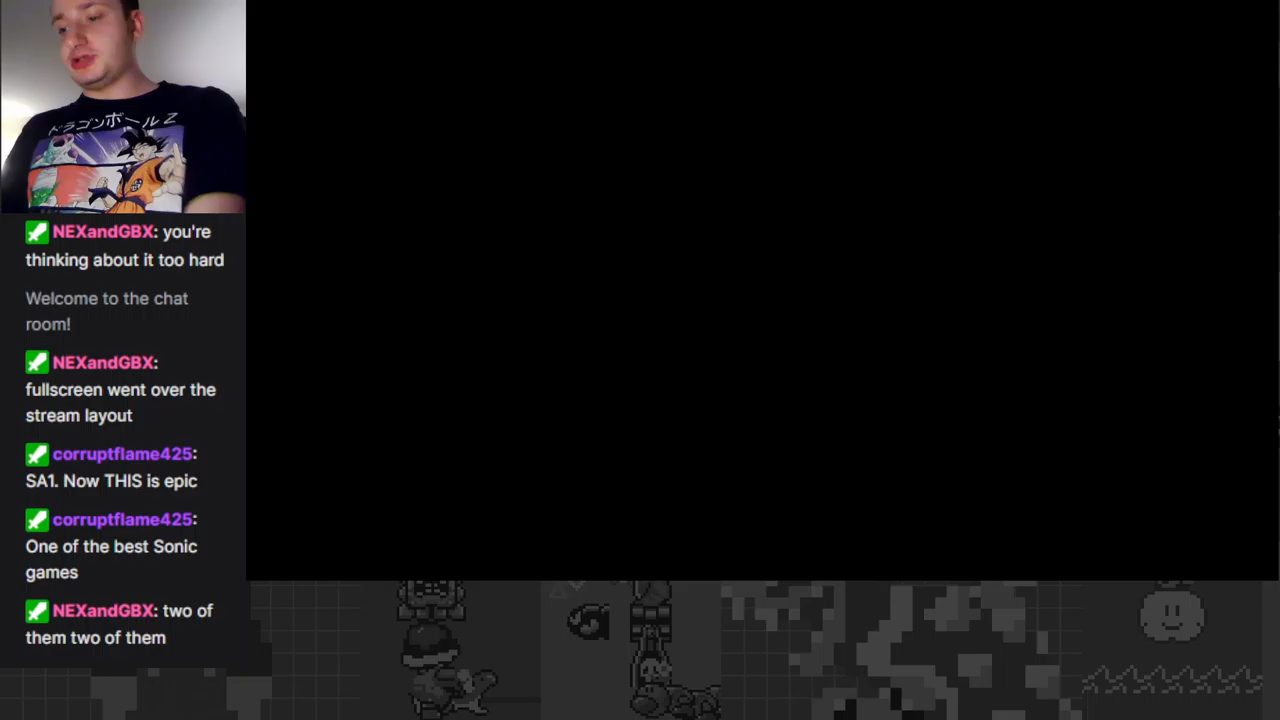 ドラゴンボールZ
NEXandGBX: you're
thinking about it too hard
Welcome to the chat
room!
NEXandGBX:
fullscreen went over the
stream layout
corruptflame425:
SA1. Now THIS is epic
corruptflame425:
One of the best Sonic
games
NEXandGBX: two of
them two of them